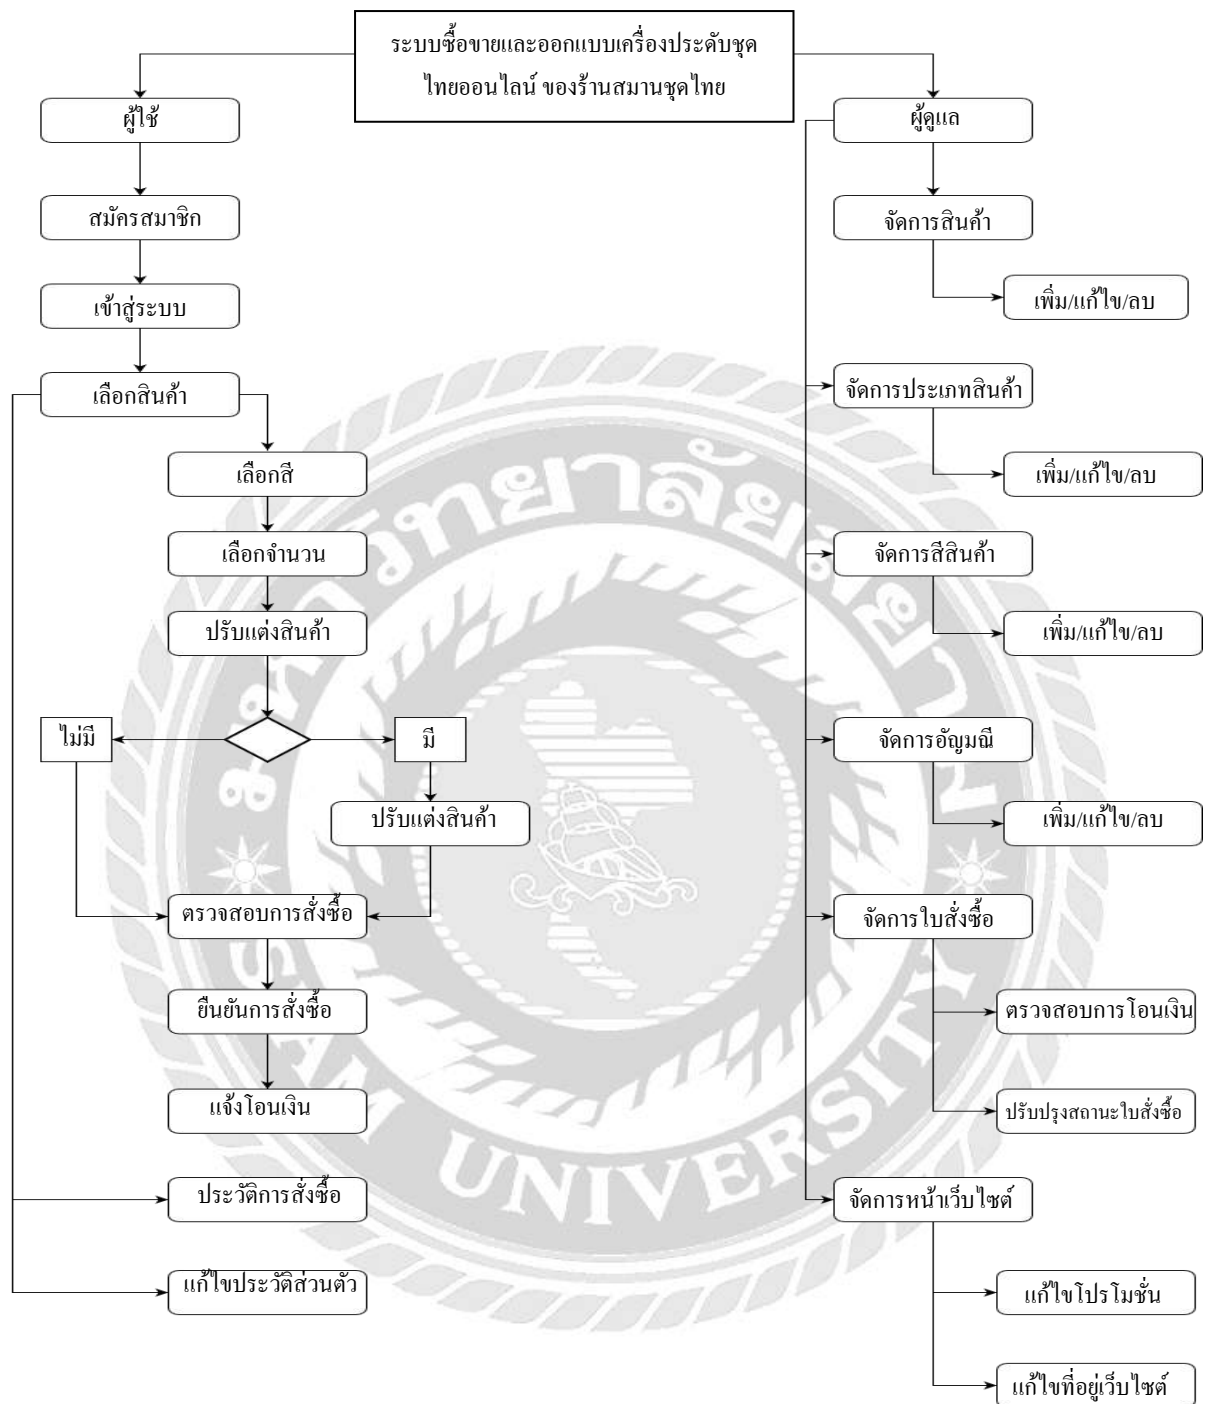 ระบบซื้อขายและออกแบบเครื่องประดับชุด
ไทยออนไลน์ ของร้านสมานชุดไทย
ผู้ใช้
สมัครสมาชิก
เข้าสู่ระบบ
เลือกสินค้า
เลือกสี
เลือกจำนวน
ปรับแต่งสินค้า
ไม่มี
มี
ปรับแต่งสินค้า
ตรวจสอบการสั่งซื้อ
ยืนยันการสั่งซื้อ
แจ้งโอนเงิน
ประวัติการสั่งซื้อ
แก้ไขประวัติส่วนตัว
ผู้ดูแล
จัดการสินค้า
เพิ่ม/แก้ไข/ลบ
จัดการประเภทสินค้า
เพิ่ม/แก้ไข/ลบ
จัดการสีสินค้า
เพิ่ม/แก้ไข/ลบ
จัดการอัญมณี
เพิ่ม/แก้ไข/ลบ
จัดการใบสั่งซื้อ
ตรวจสอบการโอนเงิน
ปรับปรุงสถานะใบสั่งซื้อ
จัดการหน้าเว็บไซต์
แก้ไขโปรโมชั่น
แก้ไขที่อยู่เว็บไซต์
มหาวิทยาลัยสยาม
SIAM UNIVERSITY